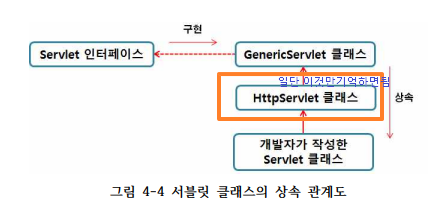 구현
Servlet 인터페이스
GenericServlet 클래스
일단 이것만기억하면됨
HttpServlet 클래스
상속
개발자가 작성한
Servlet 클래스
그림 4-4 서블릿 클래스의 상속 관계도